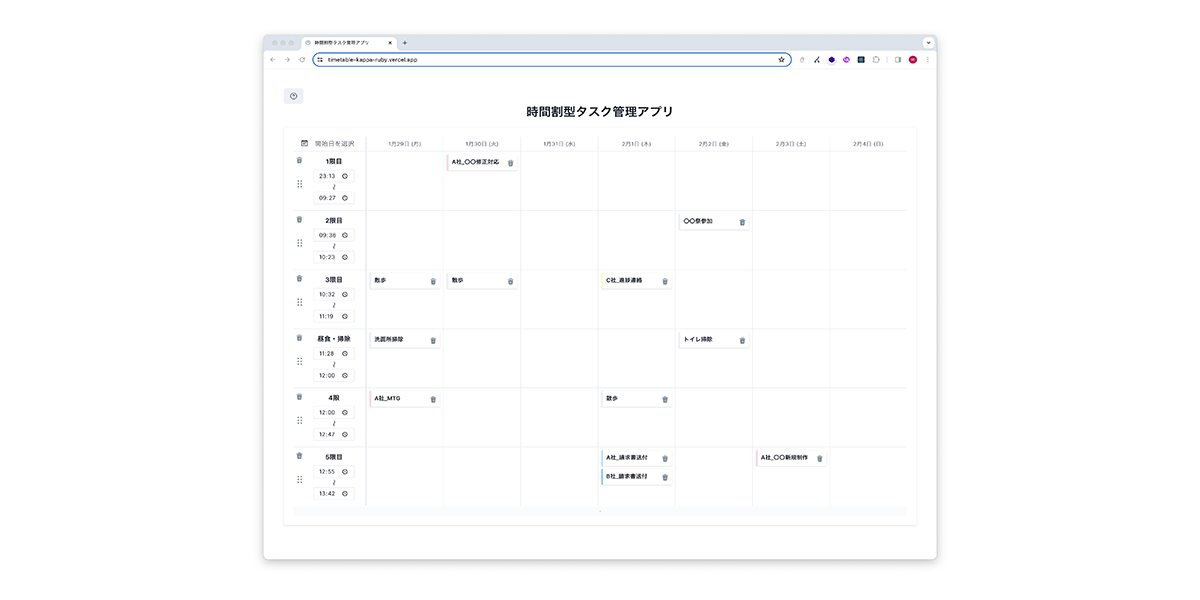 時間割型タスク管理アプリ
timetable-kappa-ruby.vercel.app
時間割型タスク管理アプリ
開始日を選択 1月29日 (月) 1月30日 (火) 1月31日 (水) 2月1日 (木) 2月2日 (金) 2月3日 (土) 2月4日 (日)
1限目 A社_〇〇修正対応
23:13
~
09:27
2限目 〇〇祭参加
09:38
~
10:23
3限目 散歩 散歩 C社_進捗連絡
10:32
~
11:19
昼食・掃除 洗面所掃除 トイレ掃除
11:28
~
12:00
4限 A社_MTG 散歩
12:00
~
12:47
5限目 A社_請求書送付 A社_〇〇新規制作
12:55 B社_請求書送付
~
13:42